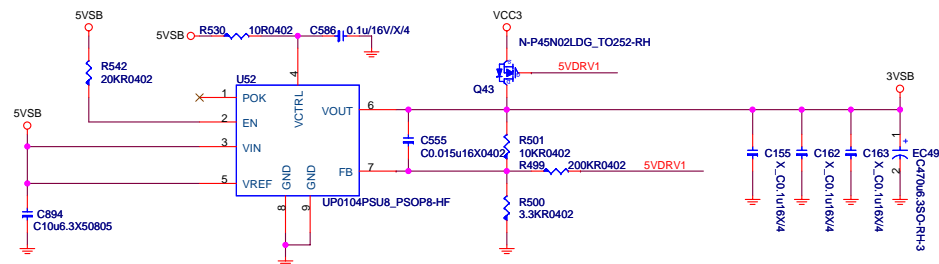 5VSB
R530
10R0402
C586
0.1u/16V/X/4
VCC3
5VSB
N-P45N02LDG_TO252-RH
R542
20KR0402
U52
4
5VDRV1
Q43
3VSB
1
POK
VCTRL
VOUT
6
5VSB
2
EN
3
VIN
C555
C0.015u16X0402
R501
10KR0402
R499
200KR0402
5VDRV1
C155
X_C0.1u16X/4
C162
X_C0.1u16X/4
C163
X_C0.1u16X/4
1
+
EC49
2
C470u6.3SO-RH-3
5
VREF
GND
GND
FB
7
8
9
UP0104PSU8_PSOP8-HF
R500
3.3KR0402
C894
C10u6.3X50805